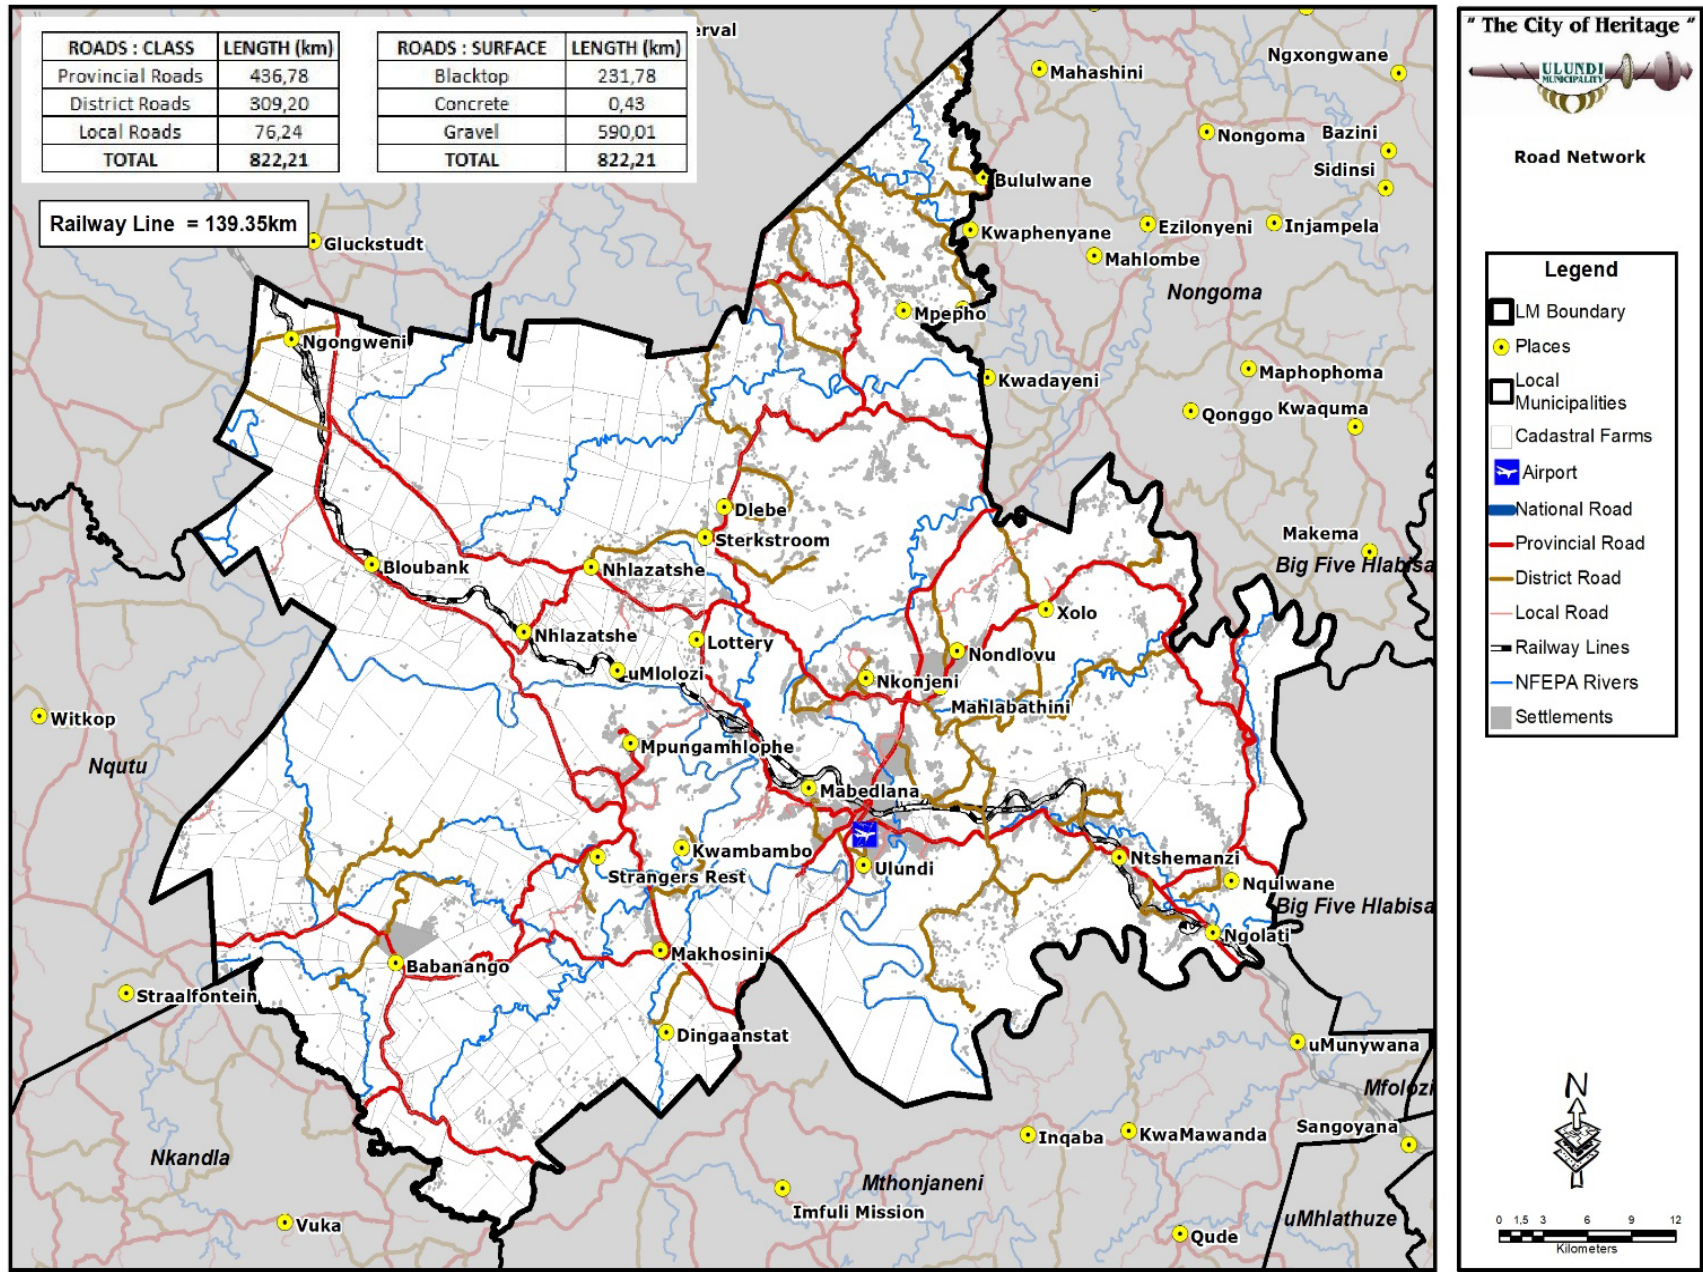 ROADS : CLASS LENGTH (km)
Provincial Roads 436,78
District Roads 309,20
Local Roads 76,24
TOTAL 822,21
ROADS : SURFACE LENGTH (km)
Blacktop 231,78
Concrete 0,43
Gravel 590,01
TOTAL 822,21
Railway Line = 139.35km
erval
Mahashini
Ngxongwane
Nongoma
Bazini
Sidinsi
Bululwane
Kwaphenyane
Ezilonyeni
Injampela
Gluckstudt
Mahlombe
Nongoma
Mpepho
Ngongweni
Kwadayeni
Maphophoma
Qonggo
Kwaquma
Dlebe
Sterkstroom
Makema
Big Five Hlabisa
Bloubank
Nhlazatshe
Xolo
Nhlazatshe
Lottery
Nondlovu
uMlolozi
Nkonjeni
Mahlabathini
Witkop
Mpungamhlophe
Nqutu
Mabedlana
Kwambambo
Strangers Rest
Ulundi
Ntshemanzi
Nqulwane
Big Five Hlabisa
Ngolati
Makhosini
Babanango
Straalfontein
Dingaanstat
uMunywana
Mfolozi
Inqaba
KwaMawanda
Sangoyana
Nkandla
Mthonjaneni
Imfuli Mission
uMhlathuze
Vuka
Qude
" The City of Heritage "
ULUNDI
MUNICIPALITY
Road Network
Legend
LM Boundary
Places
Local
Municipalities
Cadastral Farms
Airport
National Road
Provincial Road
District Road
Local Road
Railway Lines
NFEPA Rivers
Settlements
N
0 1,5 3 6 9 12
Kilometers